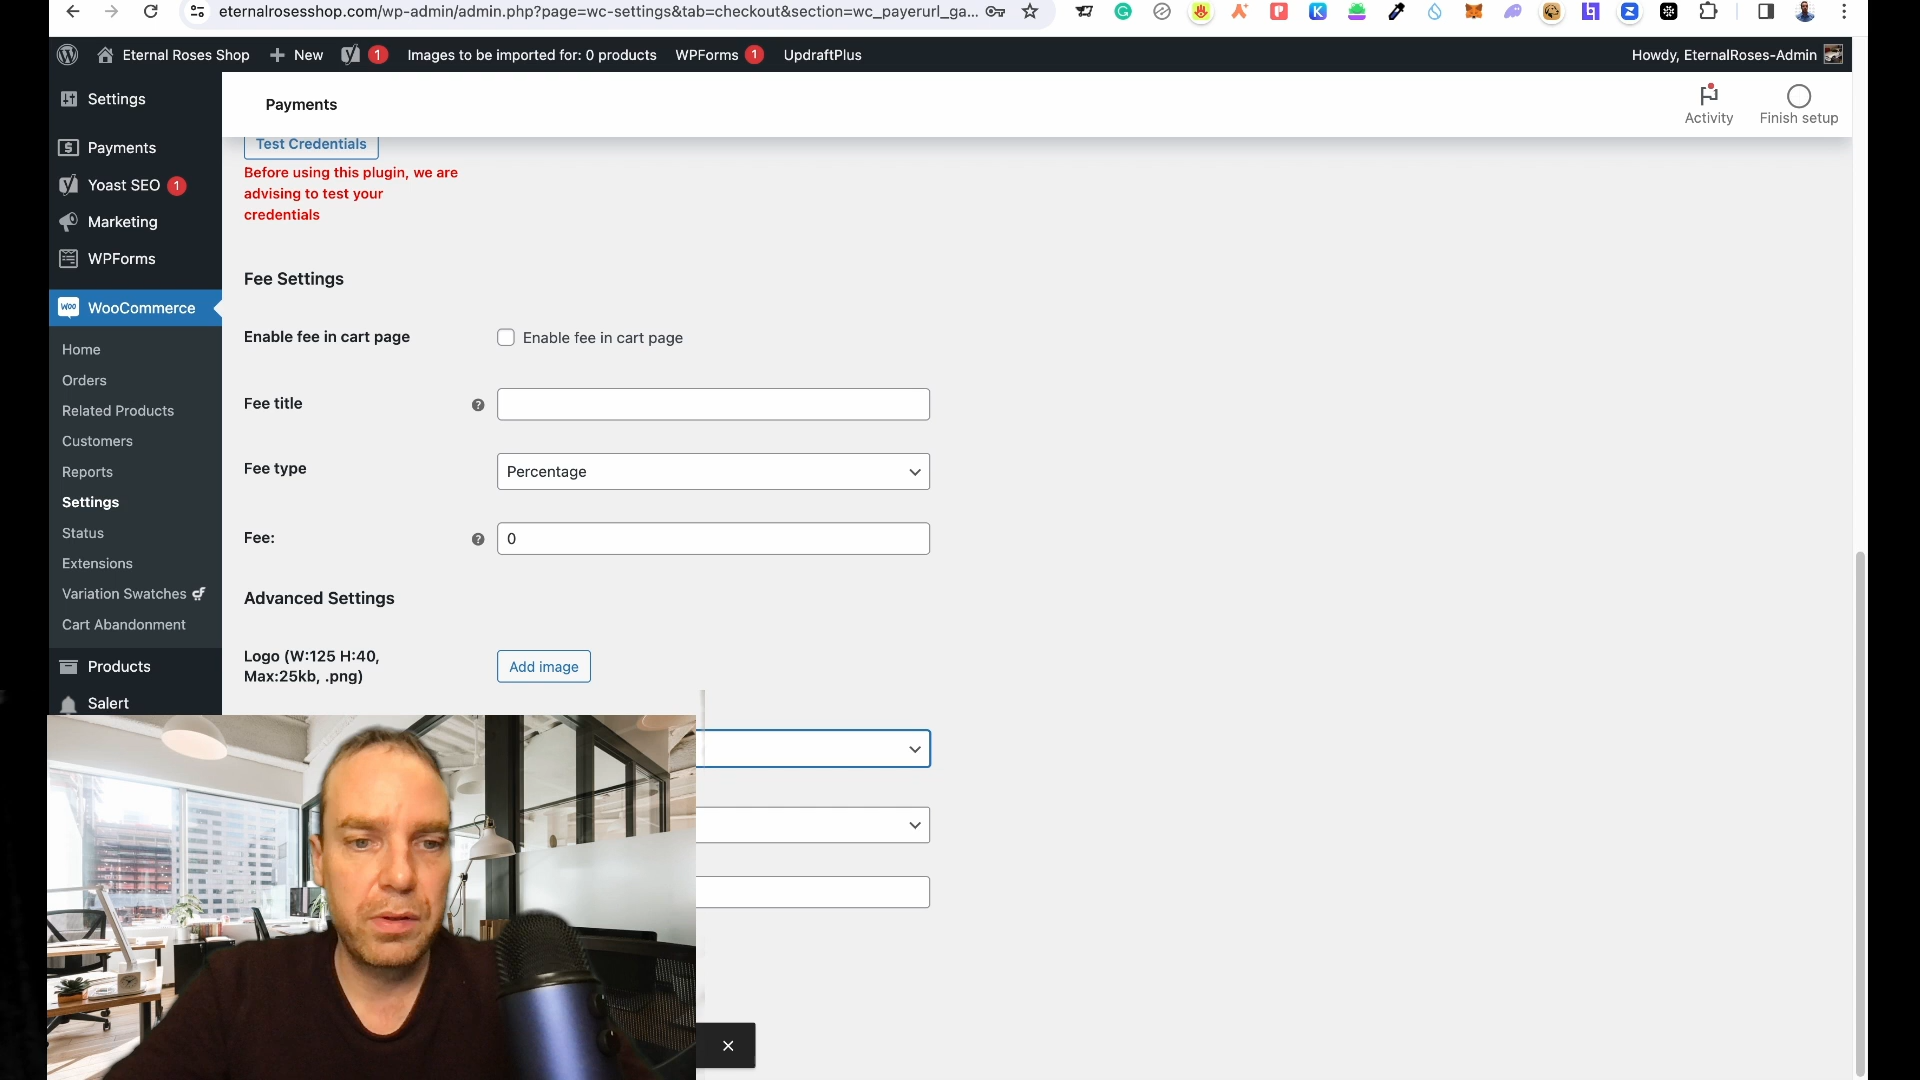 eternalrosesshop.com/wp-admin/admin.php?page=wc-settings&tab=checkout&section=wc_payerurl_ga...
Eternal Roses Shop
New
1
Images to be imported for: 0 products
WPForms 1
UpdraftPlus
Howdy, EternalRoses-Admin
Settings
Payments
Yoast SEO 1
Marketing
WPForms
WooCommerce
Home
Orders
Related Products
Customers
Reports
Settings
Status
Extensions
Variation Swatches
Cart Abandonment
Products
Salert
Payments
Activity
Finish setup
Test Credentials
Before using this plugin, we are
advising to test your
credentials
Fee Settings
Enable fee in cart page
Enable fee in cart page
Fee title
Fee type
Percentage
Fee:
0
Advanced Settings
Logo (W:125 H:40,
Max:25kb, .png)
Add image